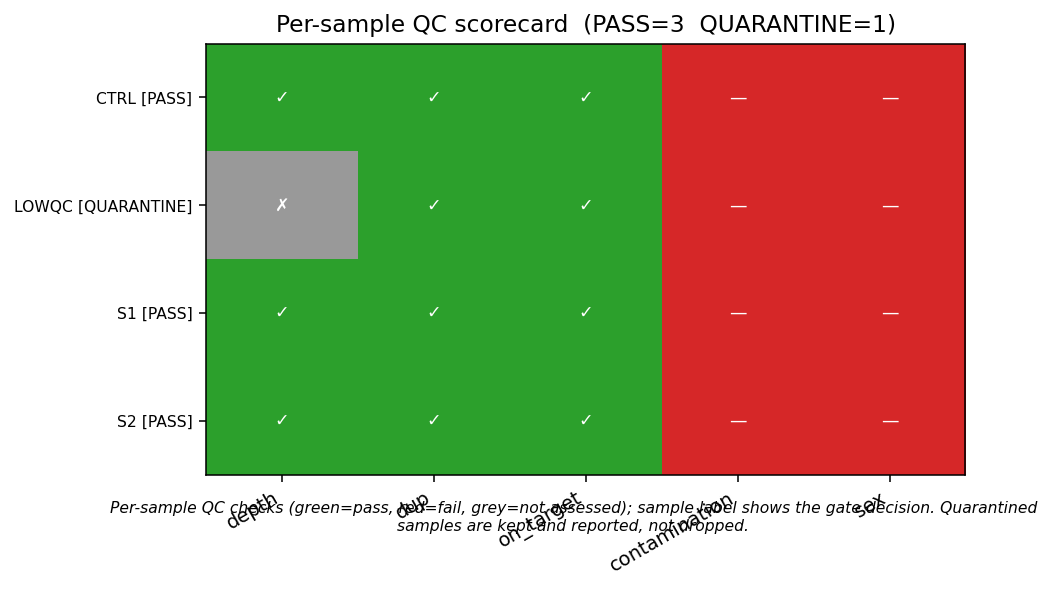 Per-sample QC scorecard (PASS=3 QUARANTINE=1)
CTRL [PASS] ✓ ✓ ✓ — —
LOWQC [QUARANTINE] ✗ ✓ ✓ — —
S1 [PASS] ✓ ✓ ✓ — —
S2 [PASS] ✓ ✓ ✓ — —
depth dup on_target contamination sex
Per-sample QC checks (green=pass, red=fail, grey=not assessed); sample label shows the gate decision. Quarantined
samples are kept and reported, not dropped.